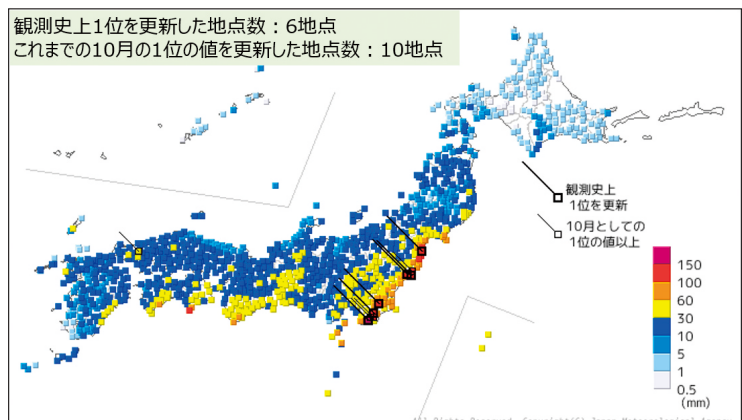 観測史上1位を更新した地点数：6地点
これまでの10月の1位の値を更新した地点数：10地点
観測史上
1位を更新
10月としての
1位の値以上
150
100
60
30
10
5
1
0.5
(mm)